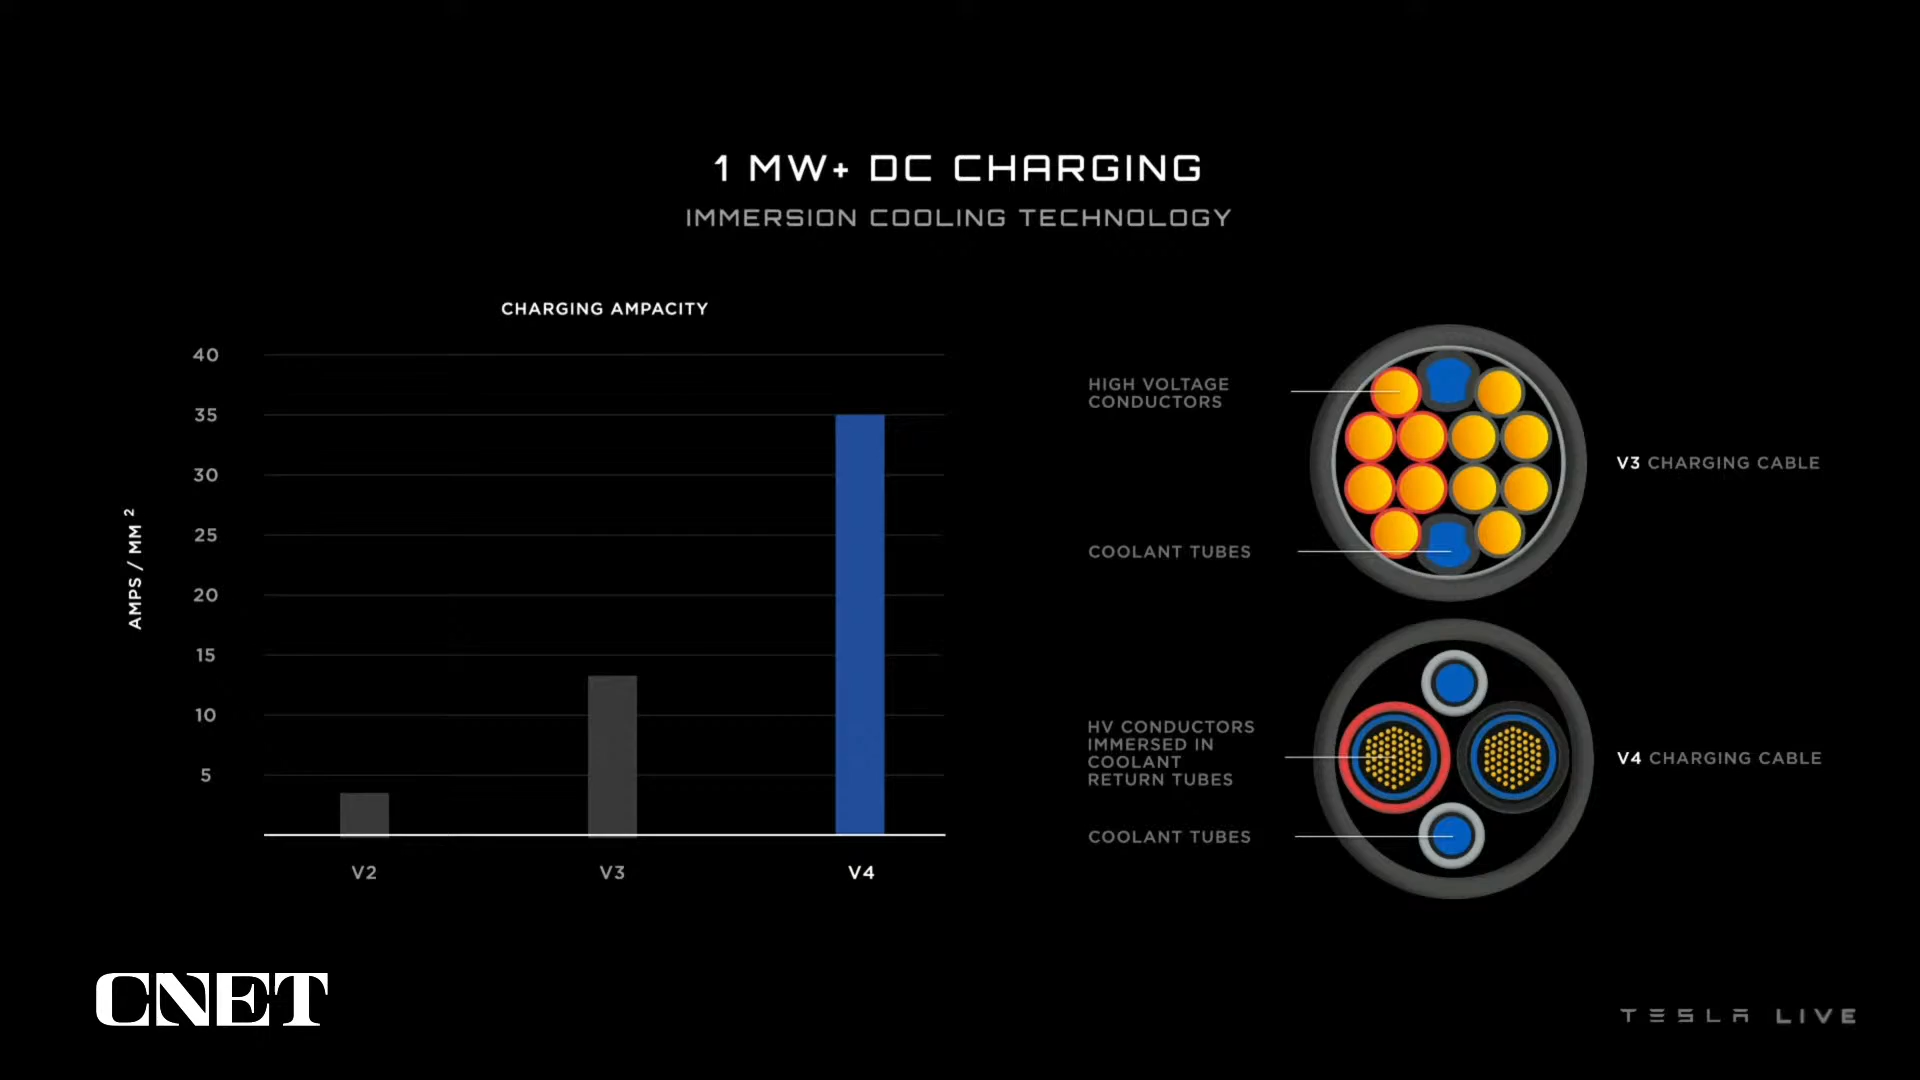 1 MW+ DC CHARGING
IMMERSION COOLING TECHNOLOGY
CHARGING AMPACITY
40
35
30
25
20
15
10
5
AMPS / MM ²
V2
V3
V4
HIGH VOLTAGE
CONDUCTORS
COOLANT TUBES
V3 CHARGING CABLE
HV CONDUCTORS
IMMERSED IN
COOLANT
RETURN TUBES
COOLANT TUBES
V4 CHARGING CABLE
CNET
TESLA LIVE